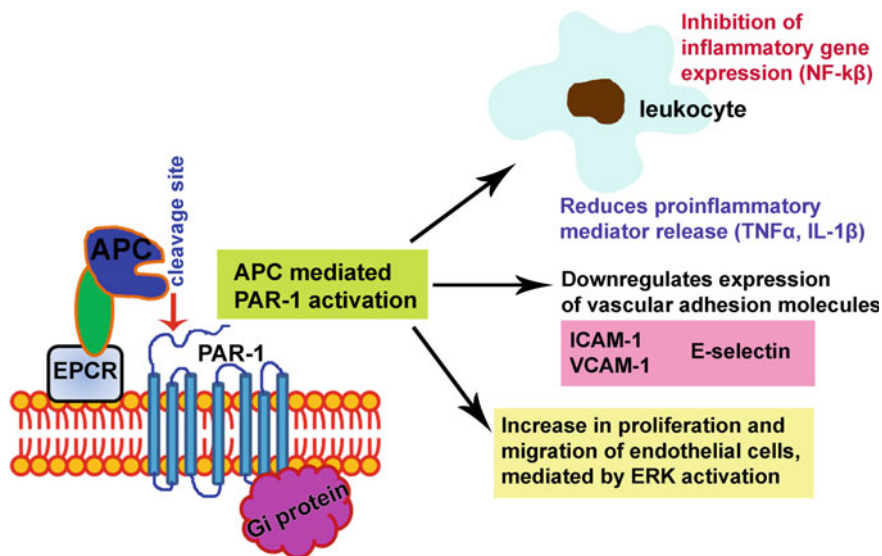 Inhibition of
inflammatory gene
expression (NF-kβ)
leukocyte
Reduces proinflammatory
mediator release (TNFα, IL-1β)
cleavage site
APC
APC mediated
PAR-1 activation
Downregulates expression
of vascular adhesion molecules
ICAM-1
VCAM-1
E-selectin
EPCR
PAR-1
Increase in proliferation and
migration of endothelial cells,
mediated by ERK activation
Gi protein